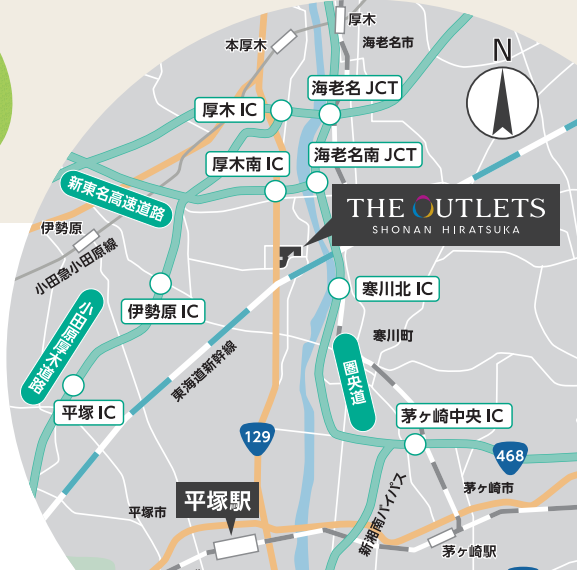 厚木
本厚木
海老名市
N
海老名 JCT
厚木 IC
海老名南 JCT
厚木南 IC
新東名高速道路
THE OUTLETS
SHONAN HIRATSUKA
伊勢原
小田急小田原線
伊勢原 IC
寒川北 IC
小田原厚木道路
東海道新幹線
寒川町
圏央道
平塚 IC
茅ヶ崎中央 IC
129
468
平塚駅
茅ヶ崎市
平塚市
新湘南バイパス
茅ヶ崎駅